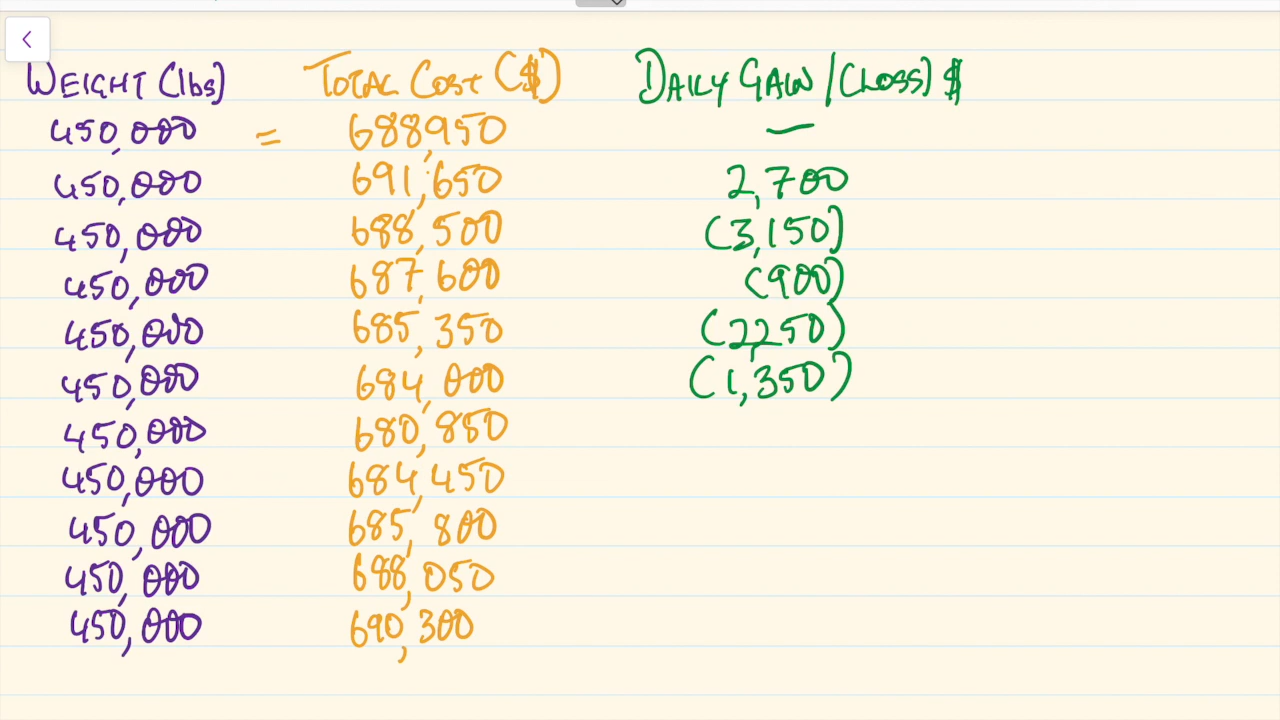 WEIGHT (lbs) TOTAL COST ($) DAILY GAIN/(LOSS) $
450,000 = 688,950 —
450,000 691,650 2,700
450,000 688,500 (3,150)
450,000 687,600 (900)
450,000 685,350 (2,250)
450,000 684,000 (1,350)
450,000 680,850
450,000 684,450
450,000 685,800
450,000 688,050
450,000 690,300